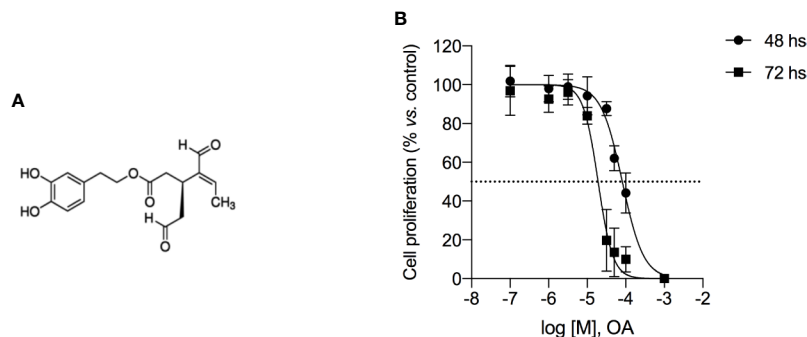 A
HO
HO
O
O
H
O
CH₃
H
O
B
48 hs
72 hs
Cell proliferation (% vs. control)
120
100
80
60
40
20
0
-8 -7 -6 -5 -4 -3 -2
log [M], OA